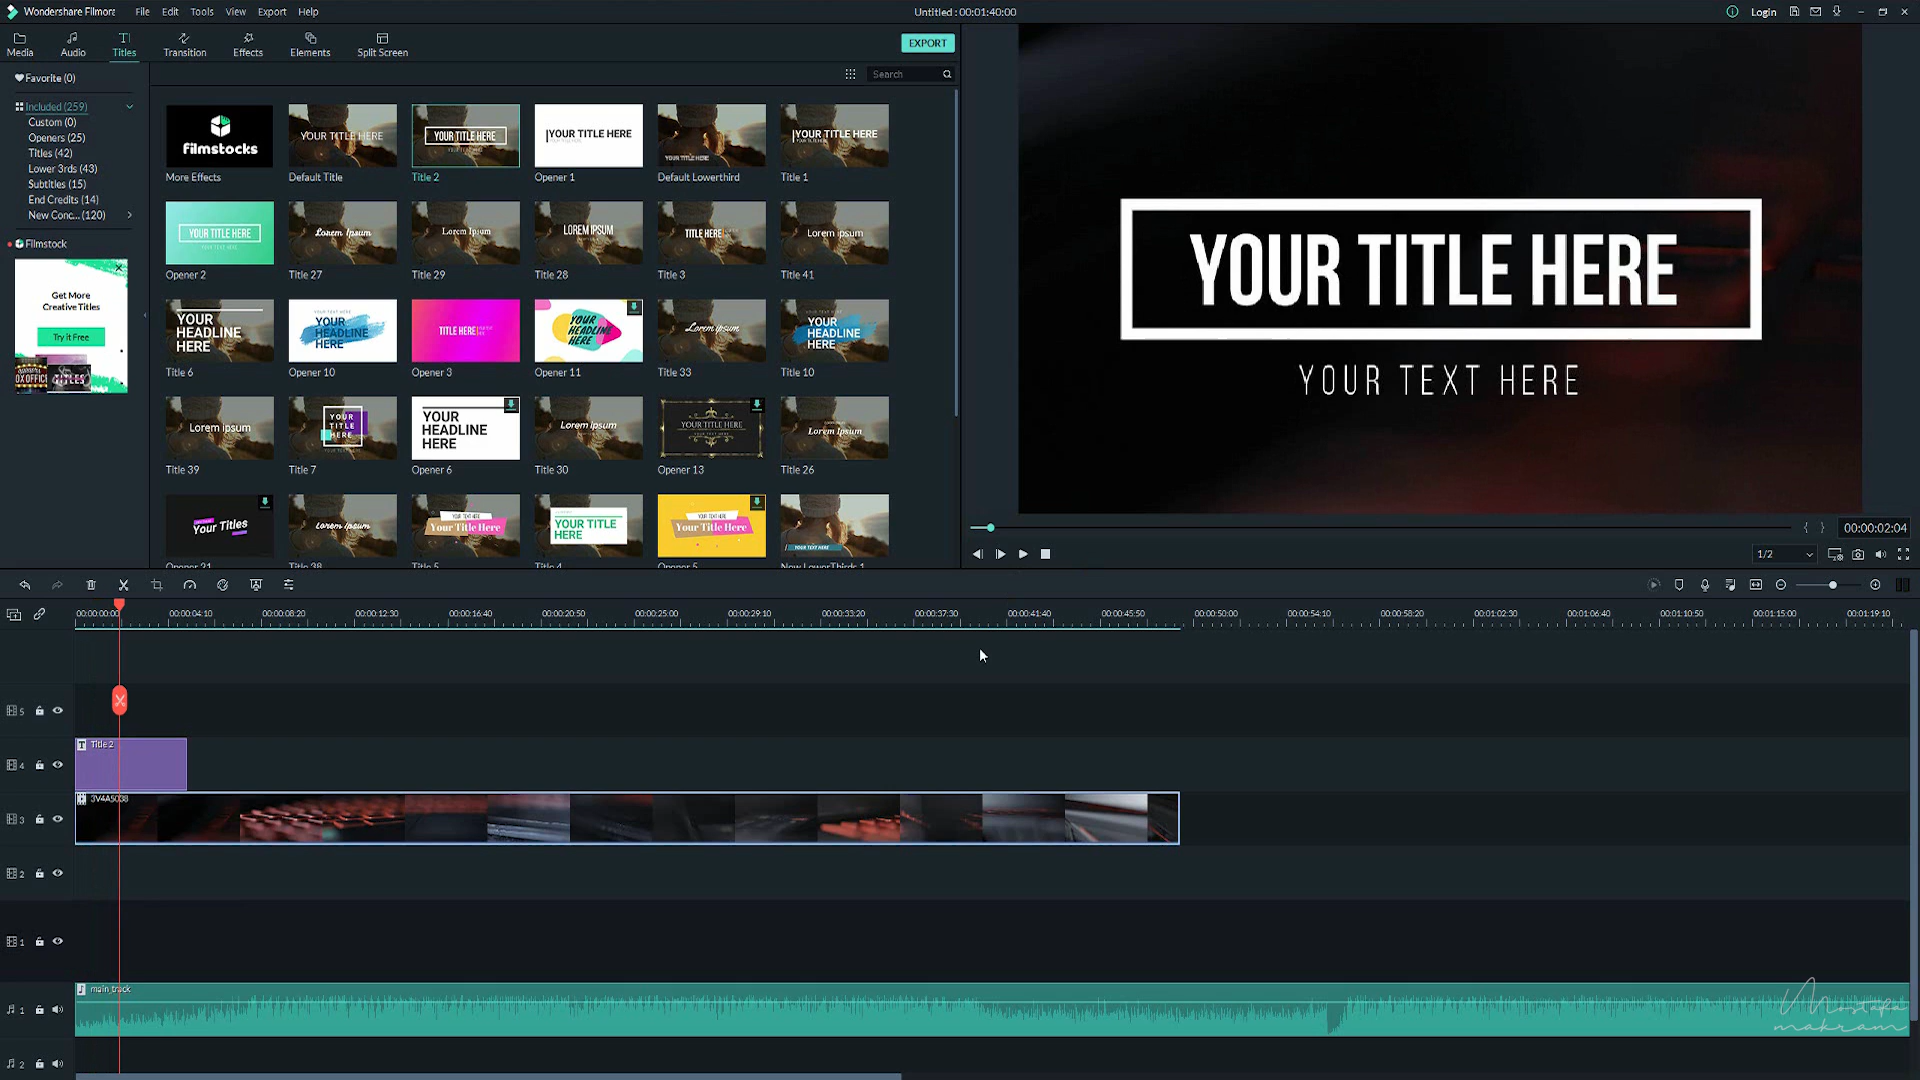 Wondershare Filmora
File Edit Tools View Export Help
Untitled : 00:01:40:00
Login
Media Audio Titles Transition Effects Elements Split Screen
EXPORT
Favorite (0)
Search
Included (259)
Custom (0)
Openers (25)
Titles (42)
Lower 3rds (43)
Subtitles (15)
End Credits (14)
New Conc... (120)
Filmstock
Get More
Creative Titles
Try it Free
TITLES
filmstocks
YOUR TITLE HERE
YOUR TITLE HERE
YOUR TITLE HERE
YOUR TITLE HERE
YOUR TITLE HERE
More Effects Default Title Title 2 Opener 1 Default Lowerthird Title 1
YOUR TITLE HERE
Lorem Ipsum
Lorem Ipsum
LOREM IPSUM
TITLE HERE
Lorem ipsum
Opener 2 Title 27 Title 29 Title 28 Title 3 Title 41
YOUR
HEADLINE
HERE
YOUR
HEADLINE
HERE
TITLE HERE
YOUR
HEADLINE
HERE
Lorem ipsum
YOUR
HEADLINE
HERE
Title 6 Opener 10 Opener 3 Opener 11 Title 33 Title 10
Lorem ipsum
YOUR
TITLE
HERE
YOUR
HEADLINE
HERE
Lorem ipsum
YOUR TITLE HERE
Lorem Ipsum
Title 39 Title 7 Opener 6 Title 30 Opener 13 Title 26
Your Titles
Lorem ipsum
YOUR TEXT HERE
Your Title Here
YOUR TITLE
HERE
YOUR TEXT HERE
Your Title Here
YOUR TEXT HERE
Opener 21 Title 38 Title 5 Title 4 Opener 5 New LowerThirds 1
YOUR TITLE HERE
YOUR TEXT HERE
{ } 00:00:02:04
1/2
00:00:00:00 00:00:04:10 00:00:08:20 00:00:12:30 00:00:16:40 00:00:20:50 00:00:25:00 00:00:29:10 00:00:33:20 00:00:37:30 00:00:41:40 00:00:45:50 00:00:50:00 00:00:54:10 00:00:58:20 00:01:02:30 00:01:06:40 00:01:10:50 00:01:15:00 00:01:19:10
5
4 Title 2
3 3V4A5038
2
1
1 main_track
Mostafa
makram
2